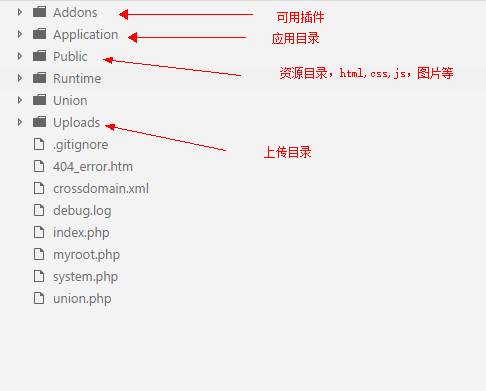 Addons 可用插件
Application 应用目录
Public
Runtime 资源目录，html,css,js，图片等
Union
Uploads
.gitignore 上传目录
404_error.htm
crossdomain.xml
debug.log
index.php
myroot.php
system.php
union.php